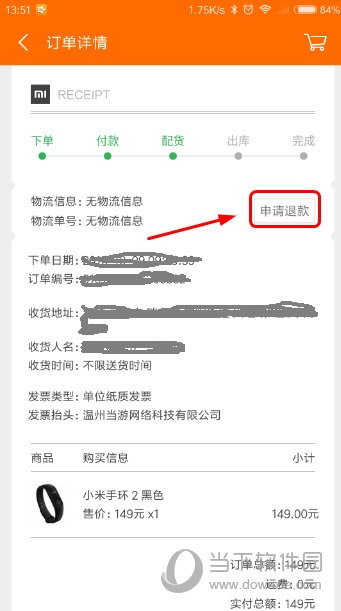 13:51 1.75K/s 84%
订单详情
mi RECEIPT
下单 付款 配货 出库 完成
物流信息: 无物流信息
物流单号: 无物流信息
申请退款
下单日期:
订单编号:
收货地址:
收货人名:
收货时间: 不限送货时间
发票类型: 单位纸质发票
发票抬头: 温州当游网络科技有限公司
商品 购买信息 小计
小米手环 2 黑色
售价: 149元 x1 149.00元
订单总额: 149元
运费: 0元
实付总额: 149元
当下软件园